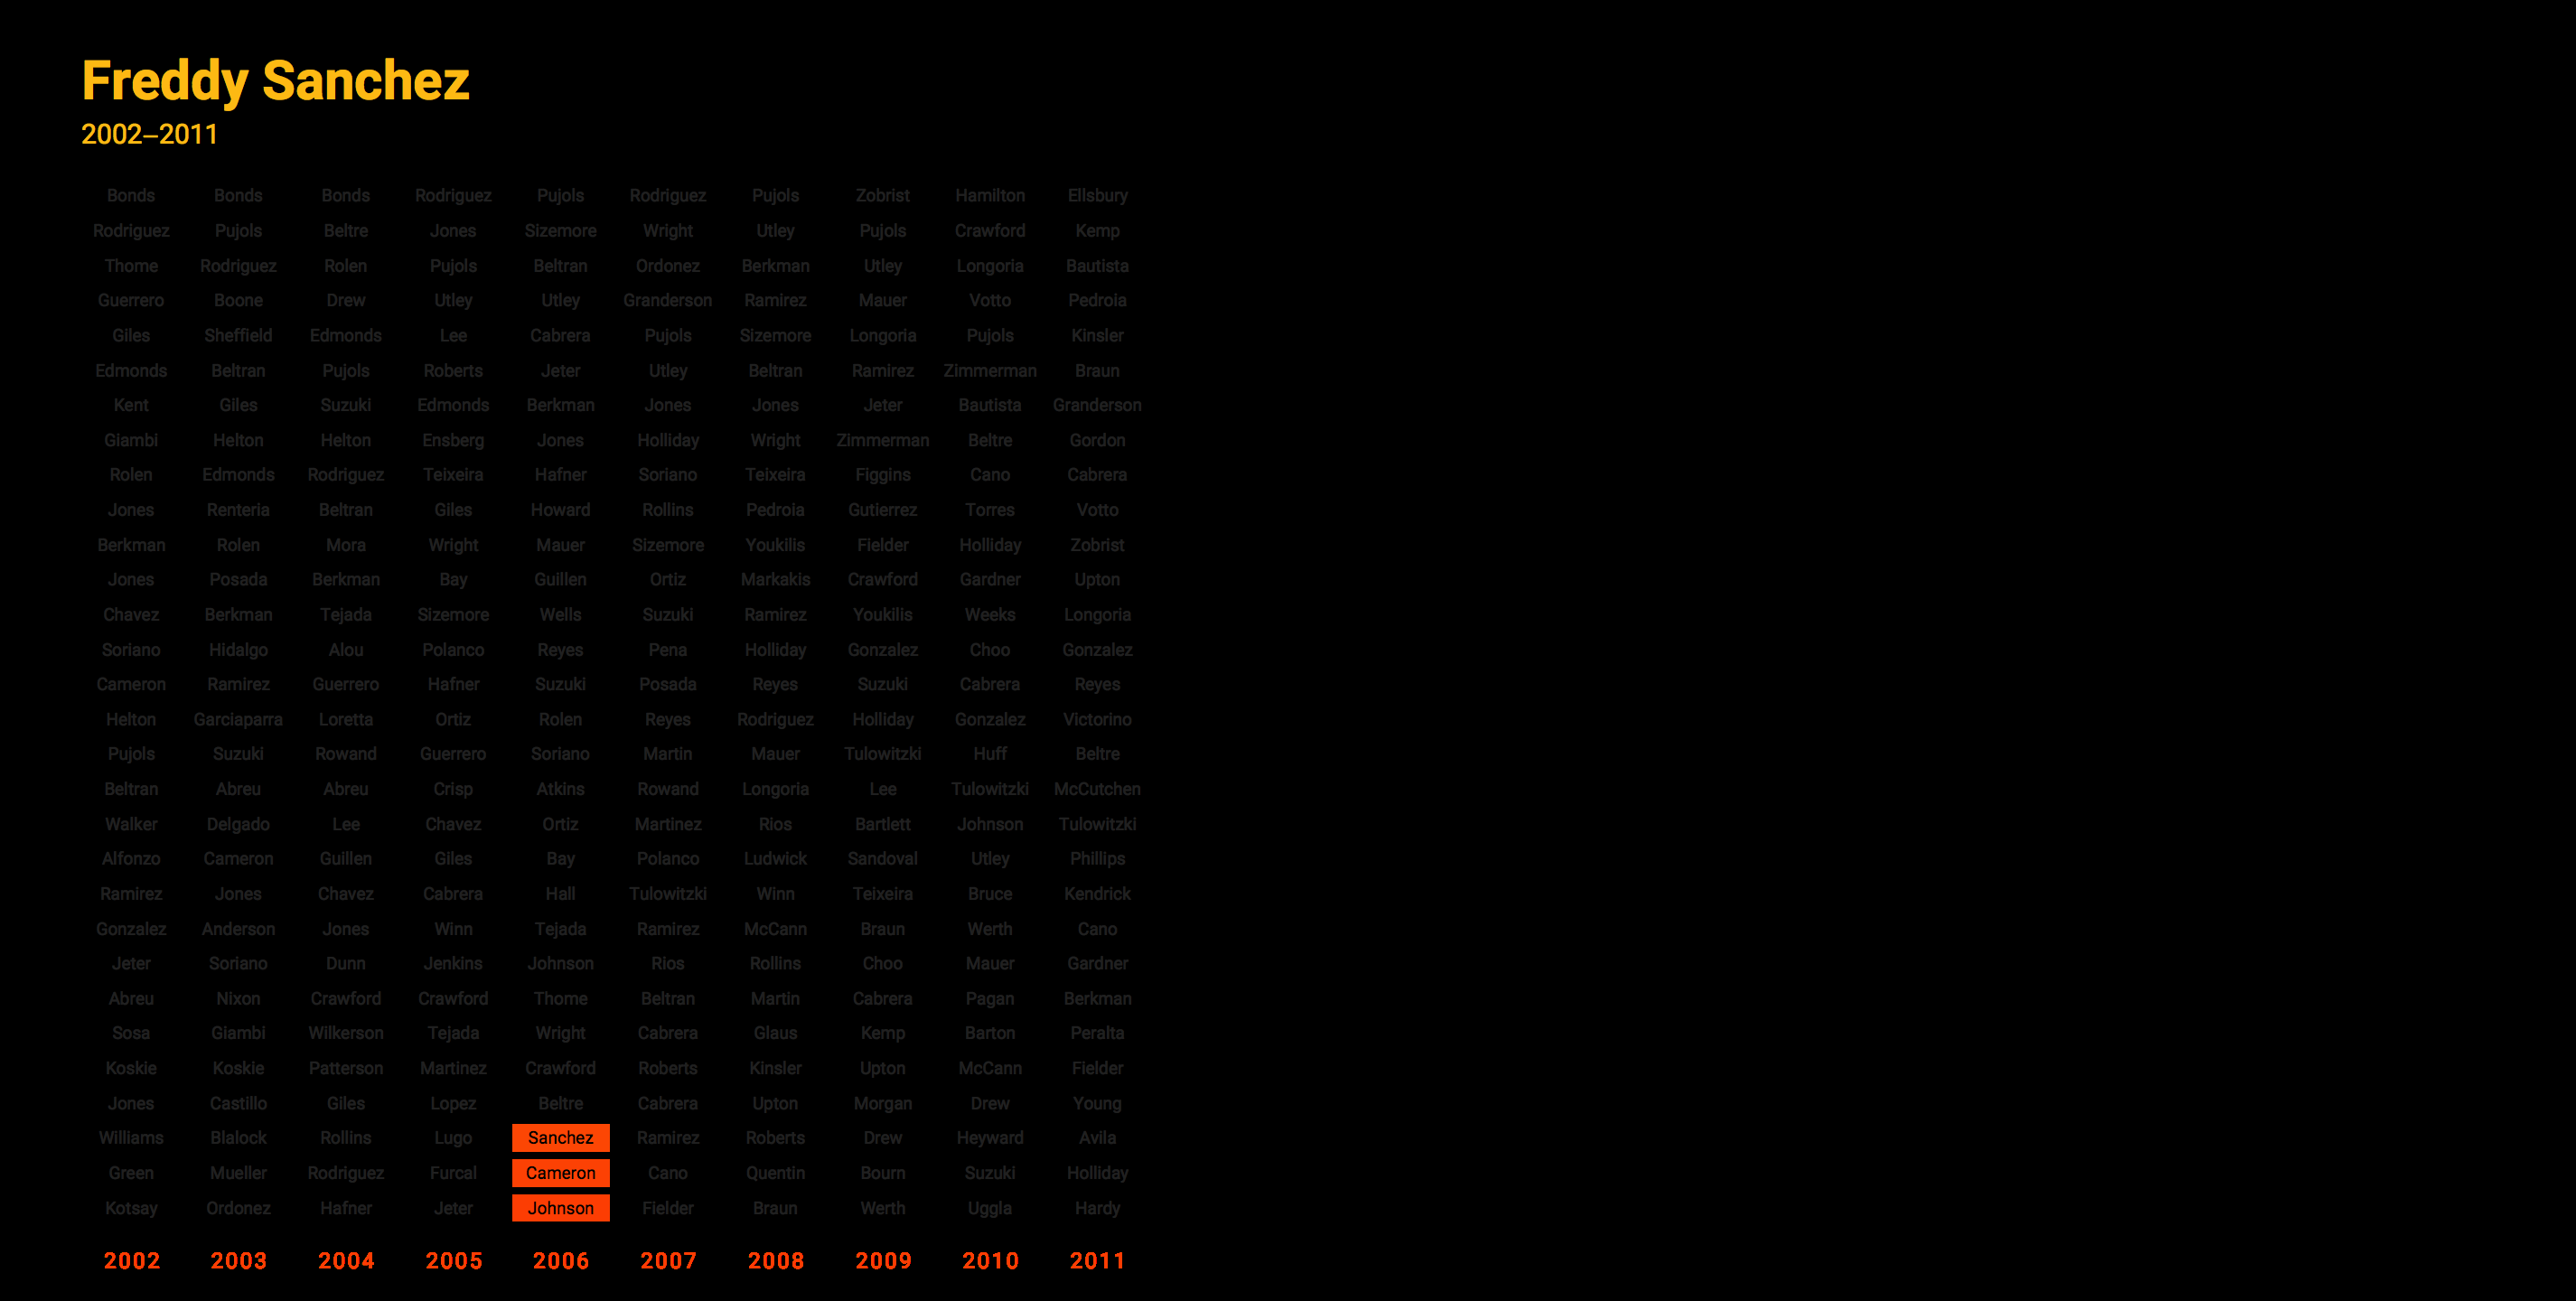 Freddy Sanchez
2002–2011
Bonds Bonds Bonds Rodriguez Pujols Rodriguez Pujols Zobrist Hamilton Ellsbury
Rodriguez Pujols Beltre Jones Sizemore Wright Utley Pujols Crawford Kemp
Thome Rodriguez Rolen Pujols Beltran Ordonez Berkman Utley Longoria Bautista
Guerrero Boone Drew Utley Utley Granderson Ramirez Mauer Votto Pedroia
Giles Sheffield Edmonds Lee Cabrera Pujols Sizemore Longoria Pujols Kinsler
Edmonds Beltran Pujols Roberts Jeter Utley Beltran Ramirez Zimmerman Braun
Kent Giles Suzuki Edmonds Berkman Jones Jones Jeter Bautista Granderson
Giambi Helton Helton Ensberg Jones Holliday Wright Zimmerman Beltre Gordon
Rolen Edmonds Rodriguez Teixeira Hafner Soriano Teixeira Figgins Cano Cabrera
Jones Renteria Beltran Giles Howard Rollins Pedroia Gutierrez Torres Votto
Berkman Rolen Mora Wright Mauer Sizemore Youkilis Fielder Holliday Zobrist
Jones Posada Berkman Bay Guillen Ortiz Markakis Crawford Gardner Upton
Chavez Berkman Tejada Sizemore Wells Suzuki Ramirez Youkilis Weeks Longoria
Soriano Hidalgo Alou Polanco Reyes Pena Holliday Gonzalez Choo Gonzalez
Cameron Ramirez Guerrero Hafner Suzuki Posada Reyes Suzuki Cabrera Reyes
Helton Garciaparra Loretta Ortiz Rolen Reyes Rodriguez Holliday Gonzalez Victorino
Pujols Suzuki Rowand Guerrero Soriano Martin Mauer Tulowitzki Huff Beltre
Beltran Abreu Abreu Crisp Atkins Rowand Longoria Lee Tulowitzki McCutchen
Walker Delgado Lee Chavez Ortiz Martinez Rios Bartlett Johnson Tulowitzki
Alfonzo Cameron Guillen Giles Bay Polanco Ludwick Sandoval Utley Phillips
Ramirez Jones Chavez Cabrera Hall Tulowitzki Winn Teixeira Bruce Kendrick
Gonzalez Anderson Jones Winn Tejada Ramirez McCann Braun Werth Cano
Jeter Soriano Dunn Jenkins Johnson Rios Rollins Choo Mauer Gardner
Abreu Nixon Crawford Crawford Thome Beltran Martin Cabrera Pagan Berkman
Sosa Giambi Wilkerson Tejada Wright Cabrera Glaus Kemp Barton Peralta
Koskie Koskie Patterson Martinez Crawford Roberts Kinsler Upton McCann Fielder
Jones Castillo Giles Lopez Beltre Cabrera Upton Morgan Drew Young
Williams Blalock Rollins Lugo Sanchez Ramirez Roberts Drew Heyward Avila
Green Mueller Rodriguez Furcal Cameron Cano Quentin Bourn Suzuki Holliday
Kotsay Ordonez Hafner Jeter Johnson Fielder Braun Werth Uggla Hardy
2002 2003 2004 2005 2006 2007 2008 2009 2010 2011